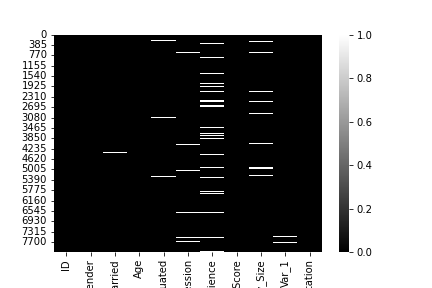 0
385
770
1155
1540
1925
2310
2695
3080
3465
3850
4235
4620
5005
5390
5775
6160
6545
6930
7315
7700
1.0
0.8
0.6
0.4
0.2
0.0
ID
ender
arried
Age
uated
ession
ience
Score
_Size
Var_1
ation